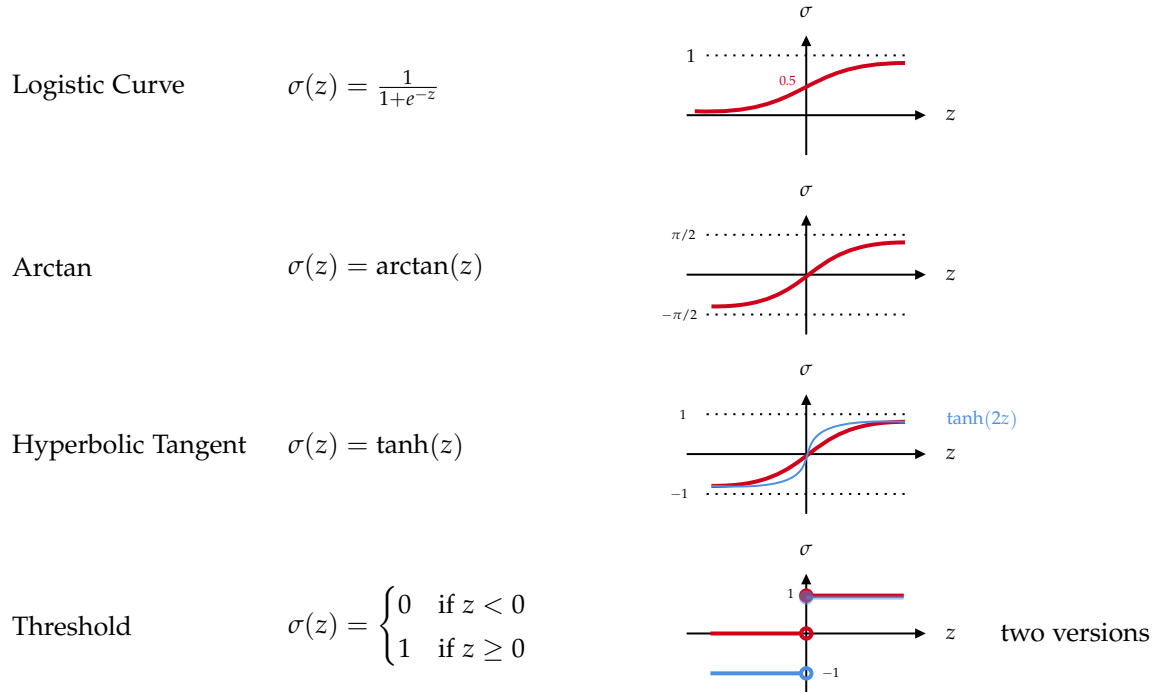 σ
Logistic Curve σ(z) = 1/(1+e^{−z}) 1 0.5 z
σ
Arctan σ(z) = arctan(z) π/2 −π/2 z
σ
Hyperbolic Tangent σ(z) = tanh(z) 1 −1 tanh(2z) z
σ
Threshold σ(z) = { 0 if z < 0
1 if z ≥ 0
1 −1 z two versions